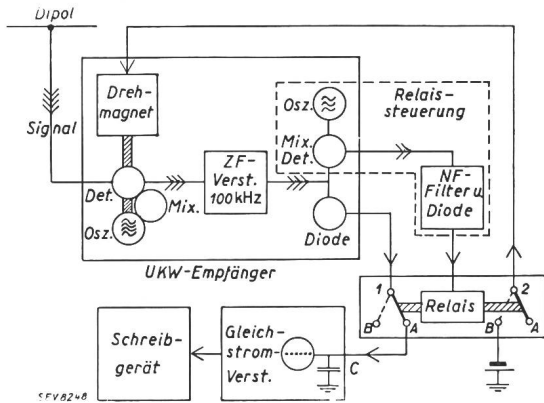 Dipol
Signal
Dreh-
magnet
Det.
Osz.
Mix.
ZF-
Verst.
100kHz
Osz.
Mix.
Det.
Diode
Relais-
steuerung
NF-
Filter u.
Diode
UKW-Empfänger
1
B
A
Relais
2
B
A
Schreib-
gerät
Gleich-
strom-
Verst.
C
SEV8248